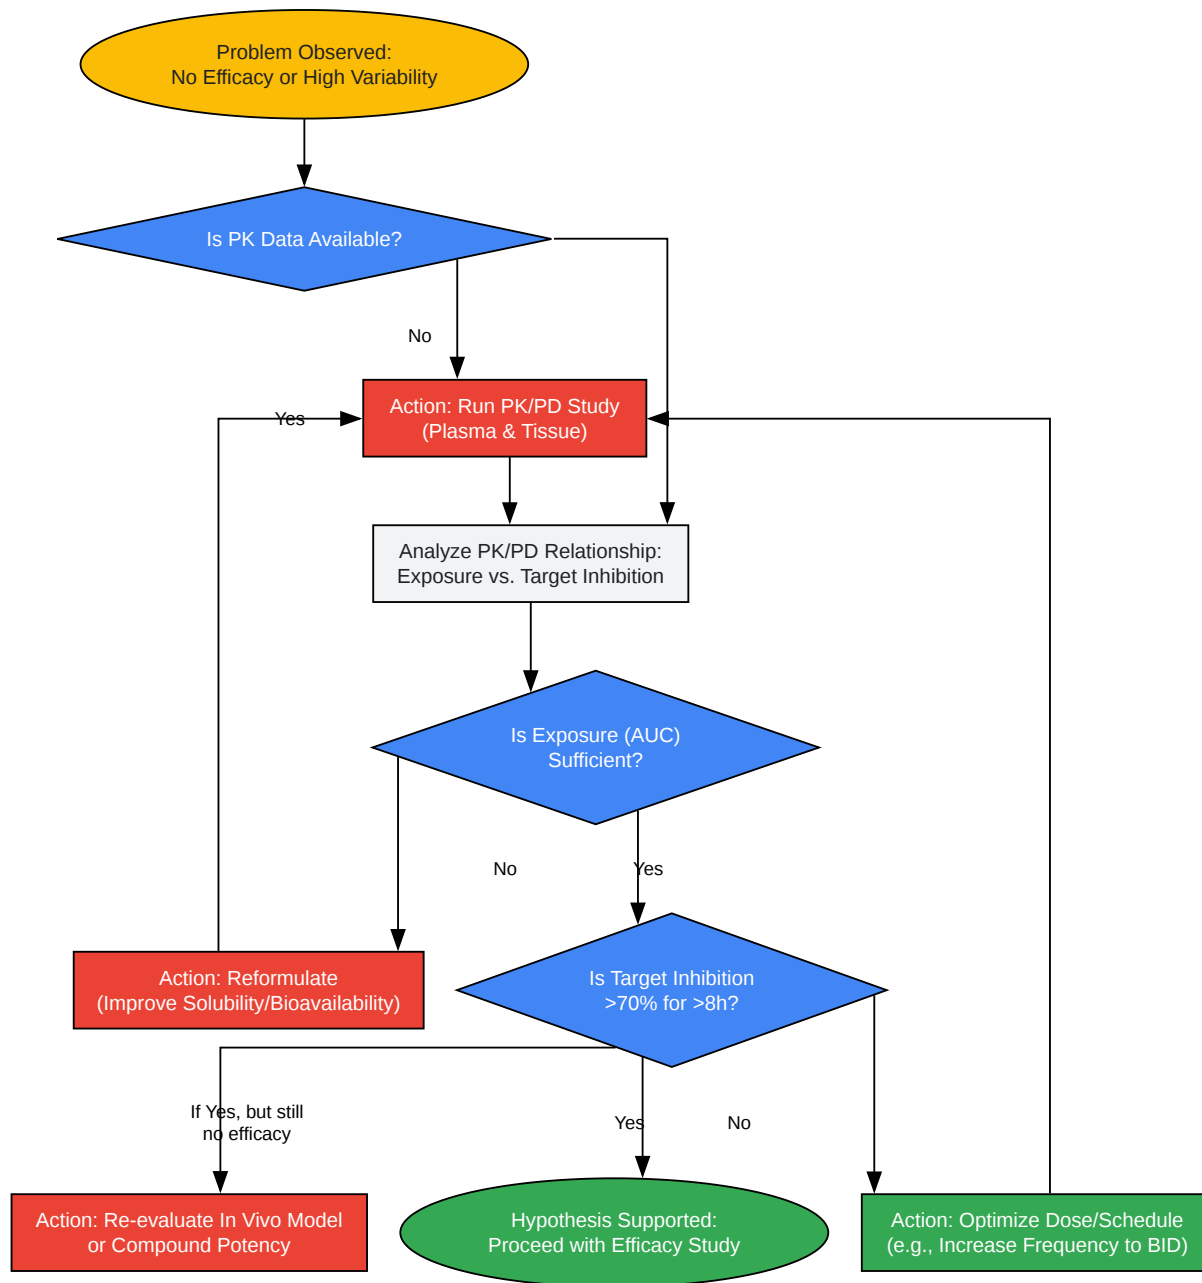 Problem Observed:
No Efficacy or High Variability
Is PK Data Available?
No
Yes
Action: Run PK/PD Study
(Plasma & Tissue)
Analyze PK/PD Relationship:
Exposure vs. Target Inhibition
Is Exposure (AUC)
Sufficient?
No
Yes
Action: Reformulate
(Improve Solubility/Bioavailability)
Is Target Inhibition
>70% for >8h?
If Yes, but still
no efficacy
Yes
No
Action: Re-evaluate In Vivo Model
or Compound Potency
Hypothesis Supported:
Proceed with Efficacy Study
Action: Optimize Dose/Schedule
(e.g., Increase Frequency to BID)